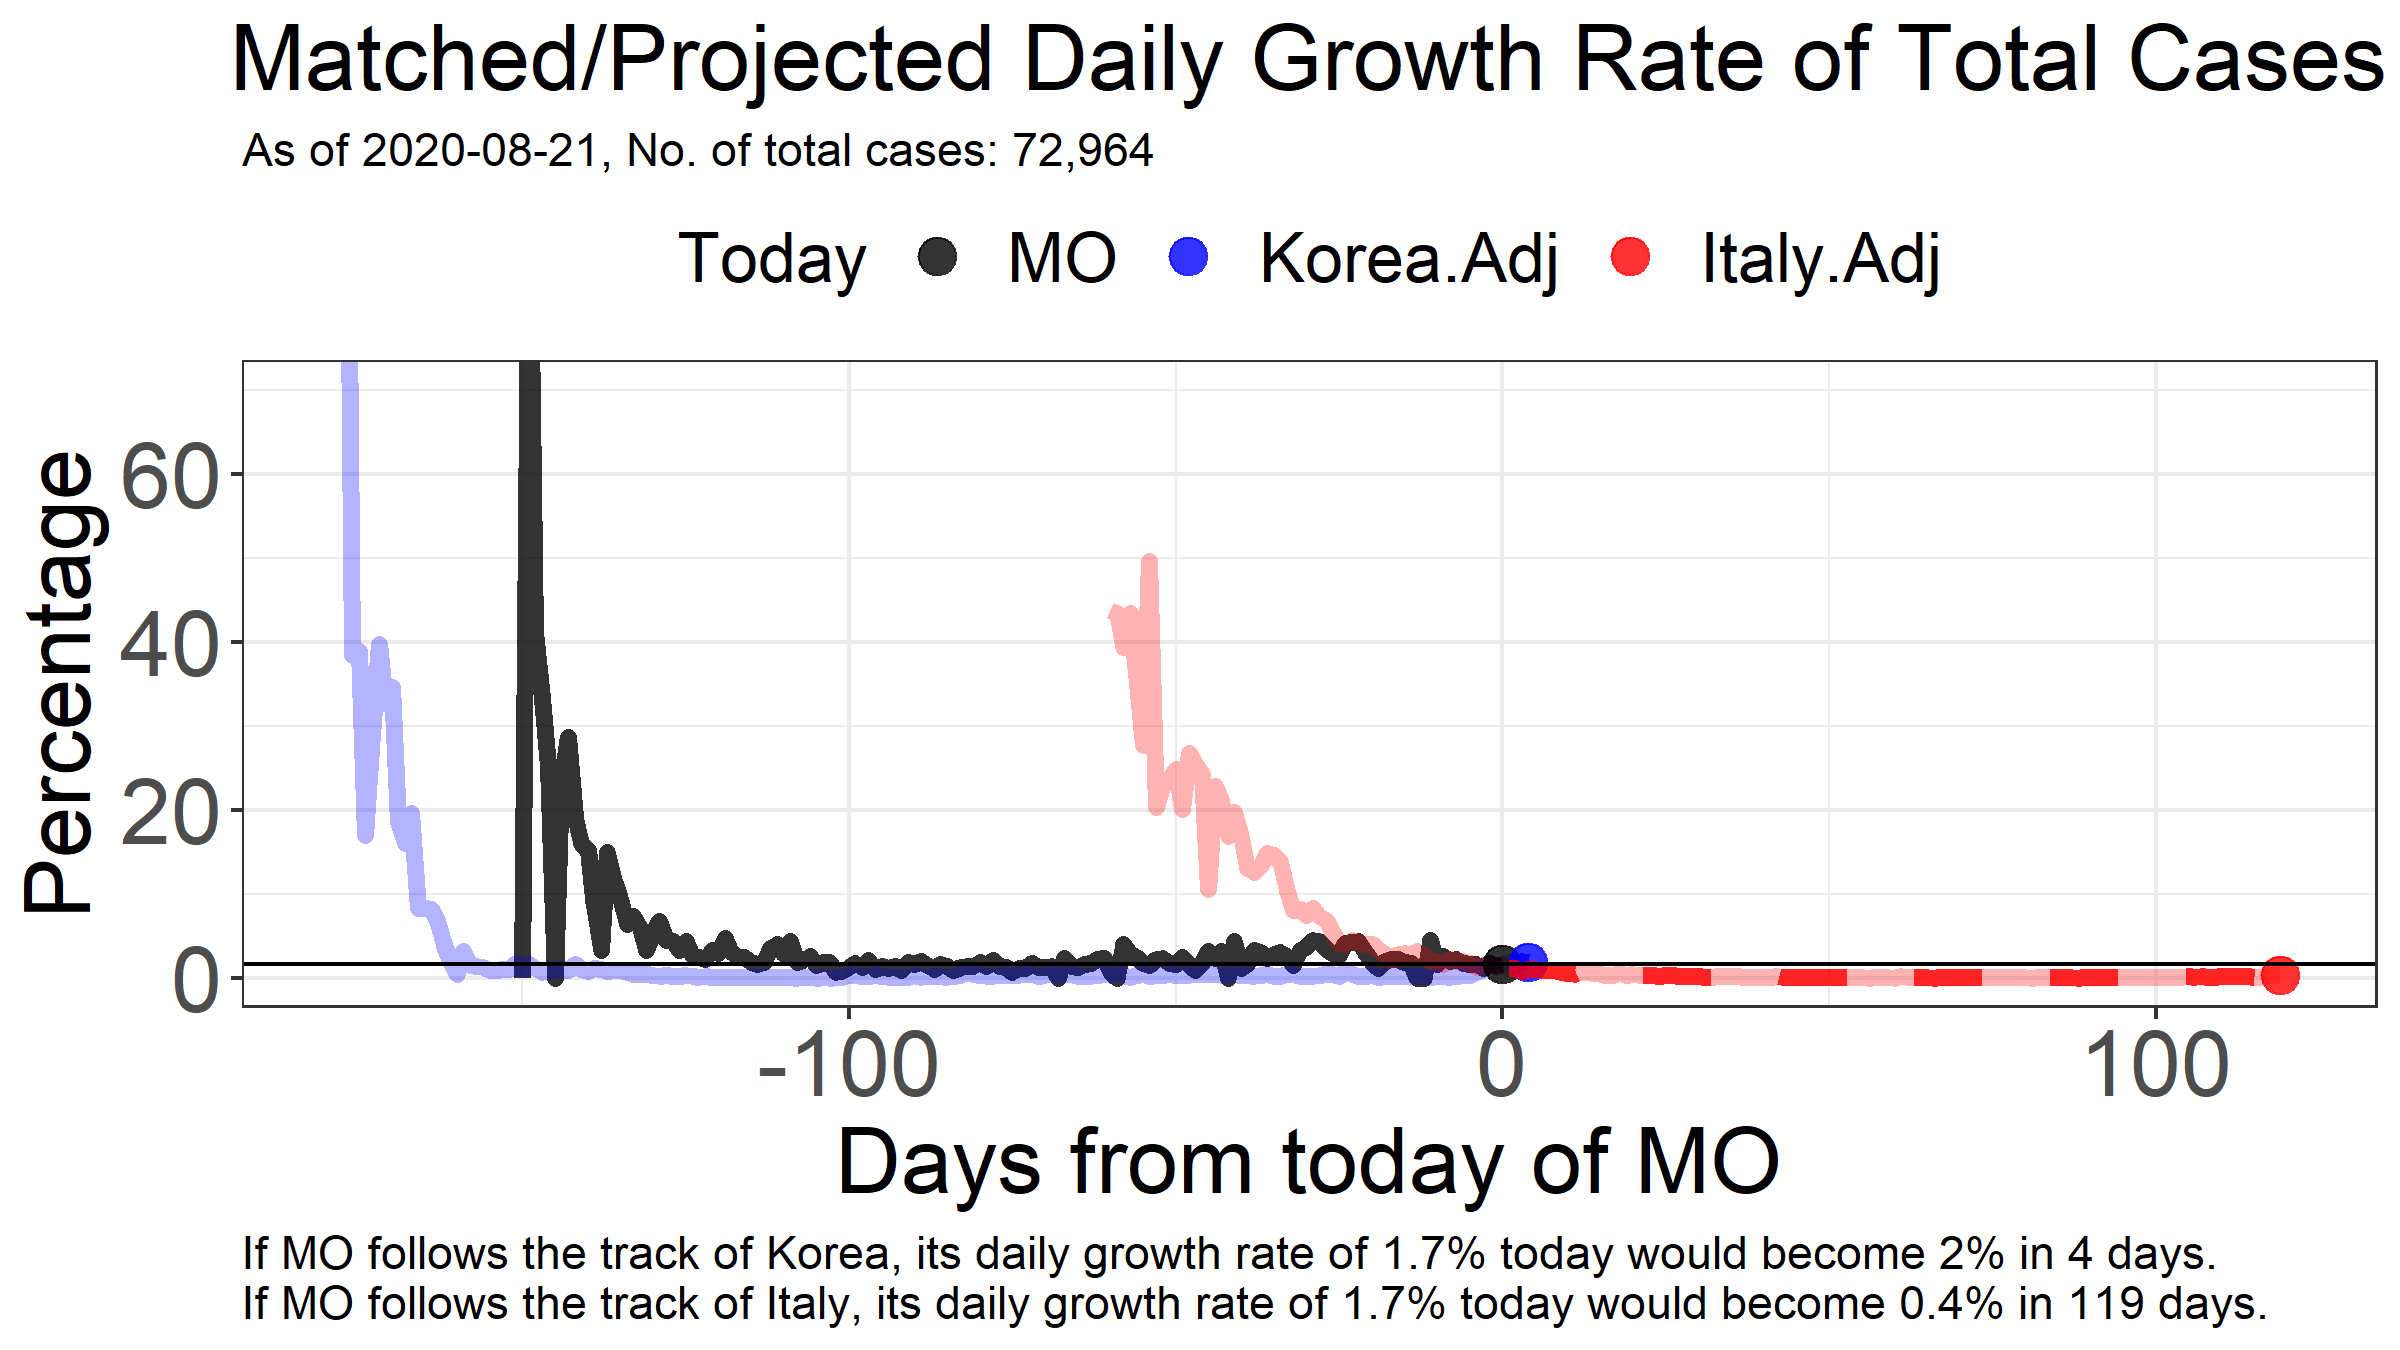 Matched/Projected Daily Growth Rate of Total Cases
As of 2020-08-21, No. of total cases: 72,964
Today MO Korea.Adj Italy.Adj
Percentage
60
40
20
0
-100 0 100
Days from today of MO
If MO follows the track of Korea, its daily growth rate of 1.7% today would become 2% in 4 days.
If MO follows the track of Italy, its daily growth rate of 1.7% today would become 0.4% in 119 days.